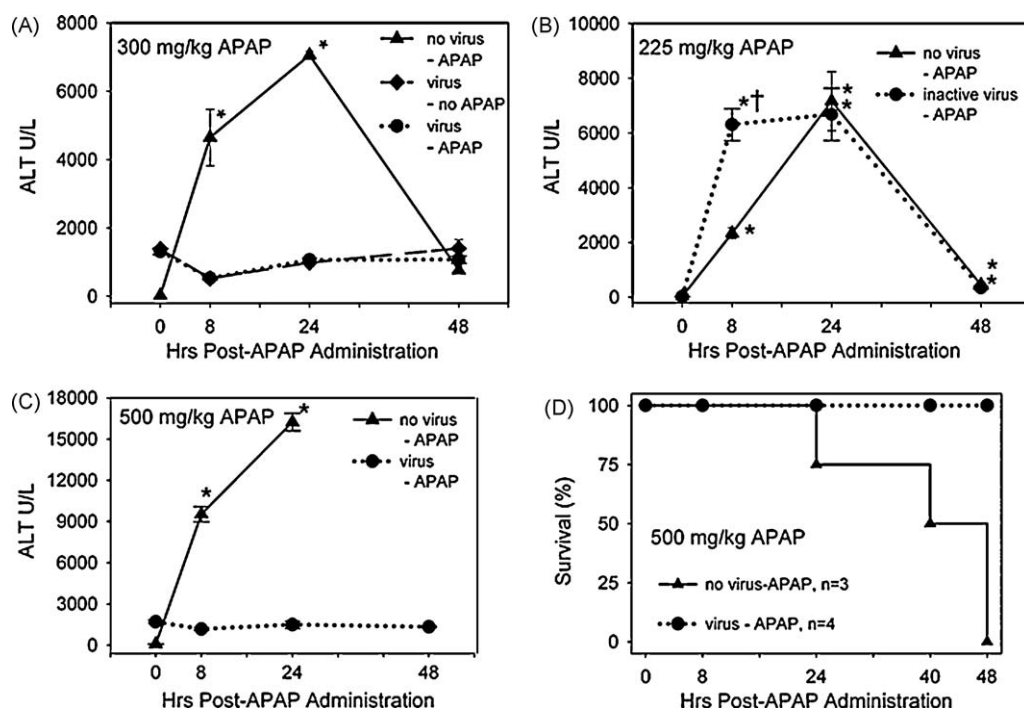 (A)
300 mg/kg APAP
no virus
- APAP
virus
- no APAP
virus
- APAP
10000
8000
6000
4000
2000
0
ALT U/L
*
*
0 8 24 48
Hrs Post-APAP Administration
(B)
225 mg/kg APAP
no virus
- APAP
inactive virus
- APAP
10000
8000
6000
4000
2000
0
ALT U/L
*†
*
*
*
*
*
0 8 24 48
Hrs Post-APAP Administration
(C)
500 mg/kg APAP
no virus
- APAP
virus
- APAP
18000
15000
12000
9000
6000
3000
0
ALT U/L
*
*
0 8 24 48
Hrs Post-APAP Administration
(D)
100
75
50
25
0
Survival (%)
500 mg/kg APAP
no virus-APAP, n=3
virus - APAP, n=4
0 8 24 40 48
Hrs Post-APAP Administration